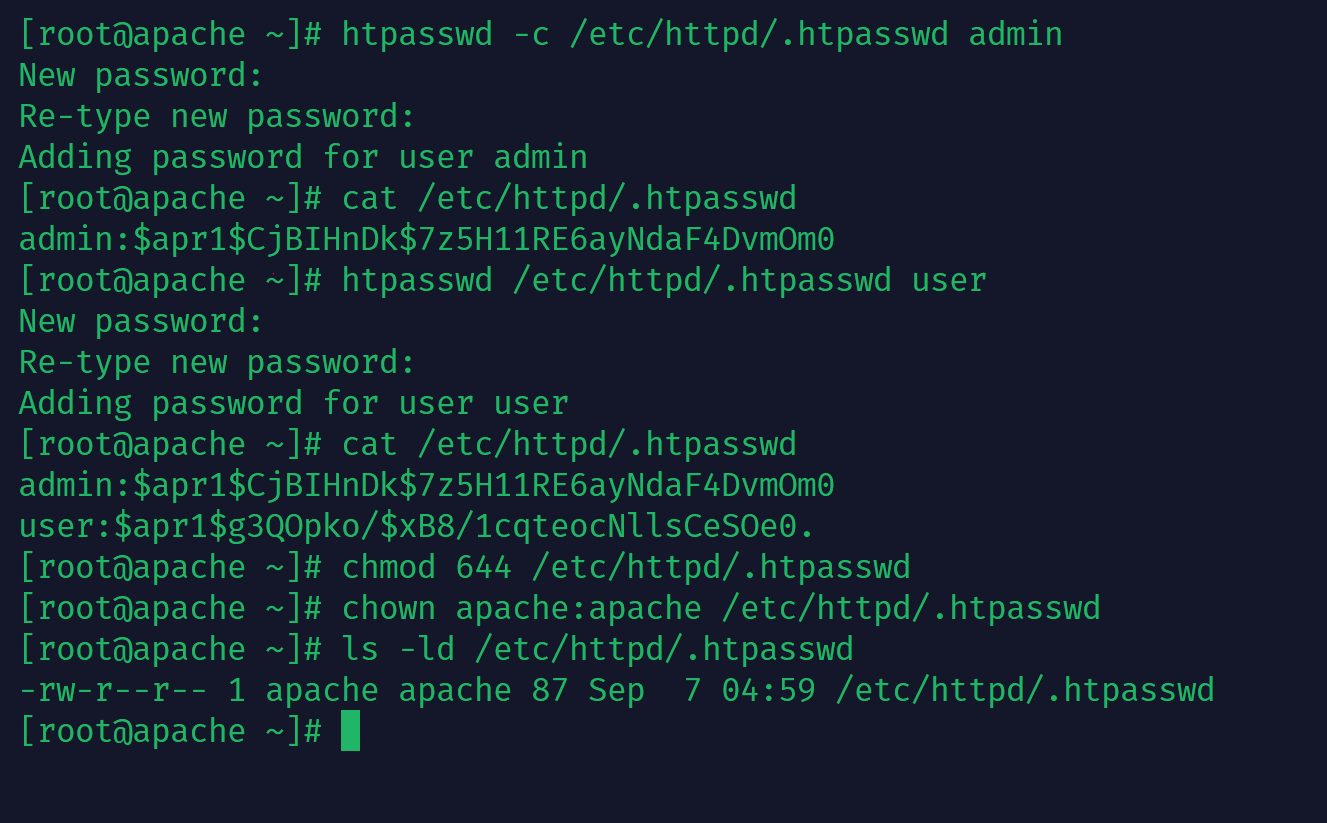 [root@apache ~]# htpasswd -c /etc/httpd/.htpasswd admin
New password:
Re-type new password:
Adding password for user admin
[root@apache ~]# cat /etc/httpd/.htpasswd
admin:$apr1$CjBIHnDk$7z5H11RE6ayNdaF4DvmOm0
[root@apache ~]# htpasswd /etc/httpd/.htpasswd user
New password:
Re-type new password:
Adding password for user user
[root@apache ~]# cat /etc/httpd/.htpasswd
admin:$apr1$CjBIHnDk$7z5H11RE6ayNdaF4DvmOm0
user:$apr1$g3QOpko/$xB8/1cqteocNllsCeSOe0.
[root@apache ~]# chmod 644 /etc/httpd/.htpasswd
[root@apache ~]# chown apache:apache /etc/httpd/.htpasswd
[root@apache ~]# ls -ld /etc/httpd/.htpasswd
-rw-r--r-- 1 apache apache 87 Sep  7 04:59 /etc/httpd/.htpasswd
[root@apache ~]#